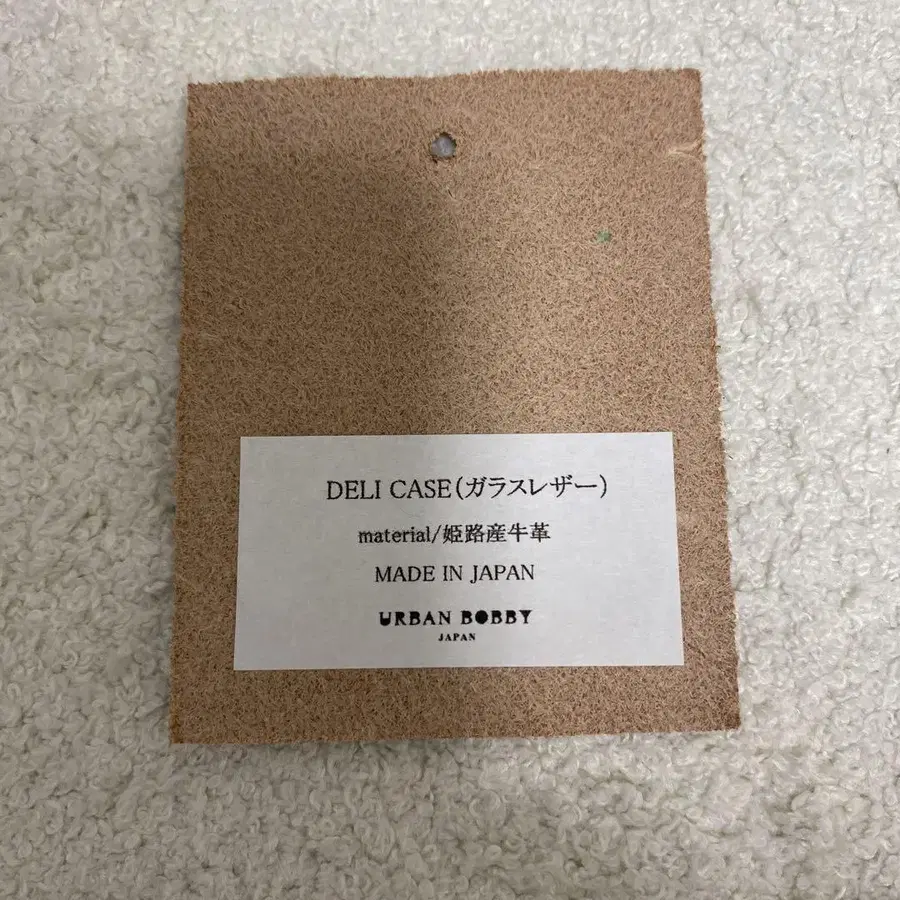 DELI CASE(ガラスレザー)
material/姫路産牛革
MADE IN JAPAN
URBAN BOBBY
JAPAN